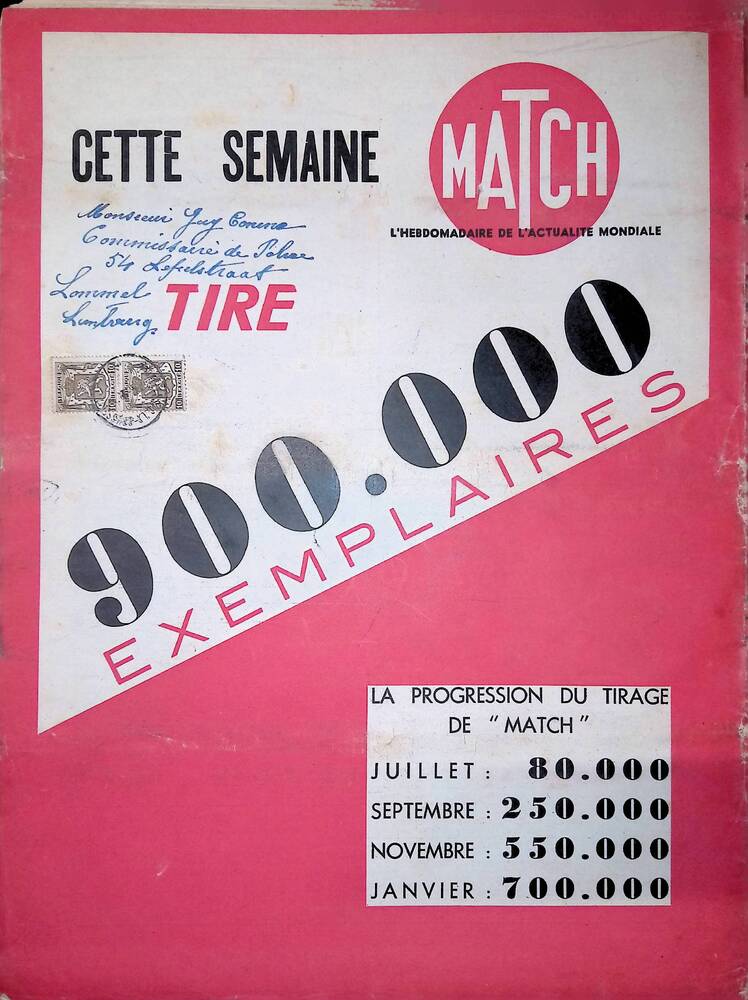 CETTE SEMAINE
MATCH
L'HEBDOMADAIRE DE L'ACTUALITE MONDIALE
Monsieur Guy
Commissaire de Police
54 Lepelstraat
Lommel
Limbourg
TIRE
900.000
EXEMPLAIRES
LA PROGRESSION DU TIRAGE
DE "MATCH"
JUILLET : 80.000
SEPTEMBRE : 250.000
NOVEMBRE : 550.000
JANVIER : 700.000